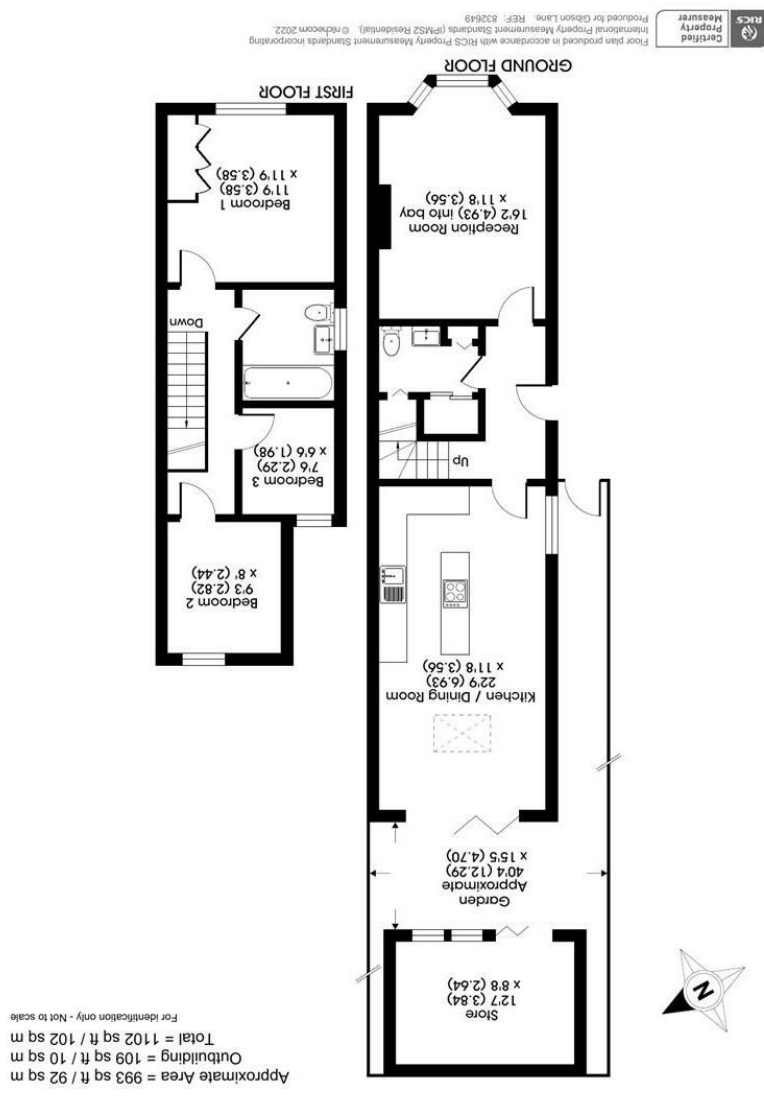 Approximate Area = 993 sq ft / 92 sq m
Outbuilding = 109 sq ft / 10 sq m
Total = 1102 sq ft / 102 sq m
For identification only - Not to scale
N
Store
12'7 (3.84)
x 8'8 (2.64)
Garden
Approximate
40'4 (12.29)
x 15'5 (4.70)
Kitchen / Dining Room
22'9 (6.93)
x 11'8 (3.56)
Up
Reception Room
16'2 (4.93) into bay
x 11'8 (3.56)
GROUND FLOOR
Bedroom 2
9'3 (2.82)
x 8' (2.44)
Bedroom 3
7'6 (2.29)
x 6'6 (1.98)
Down
Bedroom 1
11'9 (3.58)
x 11'9 (3.58)
FIRST FLOOR
RICS
Certified
Property
Measurer
Floor plan produced in accordance with RICS Property Measurement Standards incorporating
International Property Measurement Standards (IPMS2 Residential). © nichecom 2022.
Produced for Gibson Lane. REF: 832649